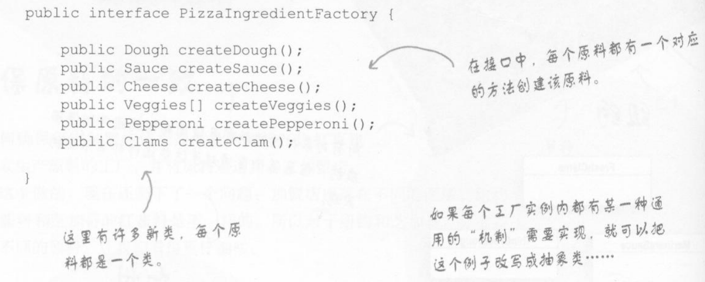 public interface PizzaIngredientFactory {
public Dough createDough();
public Sauce createSauce();
public Cheese createCheese();
public Veggies[] createVeggies();
public Pepperoni createPepperoni();
public Clams createClam();
}
在接口中，每个原料都有一个对应
的方法创建该原料。
这里有许多新类，每个原
料都是一个类。
如果每个工厂实例内都有某一种通
用的“机制”需要实现，就可以把
这个例子改写成抽象类……